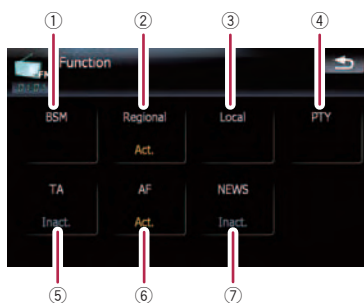 ① ② ③ ④
FM Function
BSM Regional Local PTY
Act.
TA AF NEWS
Inact. Act. Inact.
⑤ ⑥ ⑦